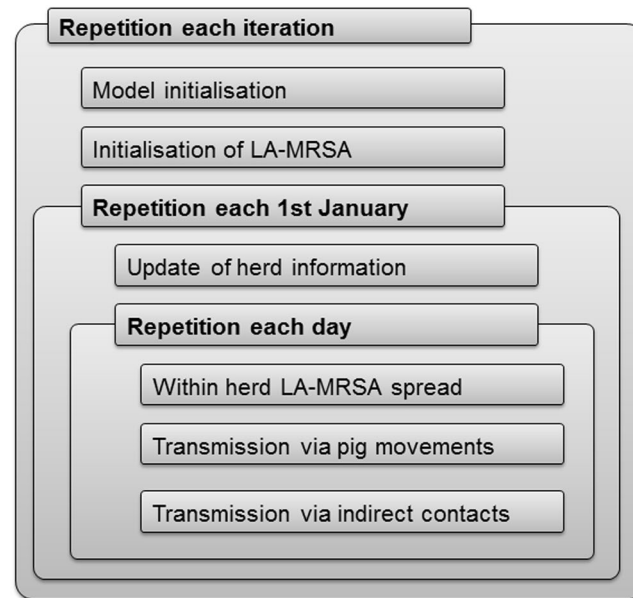 Repetition each iteration
Model initialisation
Initialisation of LA-MRSA
Repetition each 1st January
Update of herd information
Repetition each day
Within herd LA-MRSA spread
Transmission via pig movements
Transmission via indirect contacts